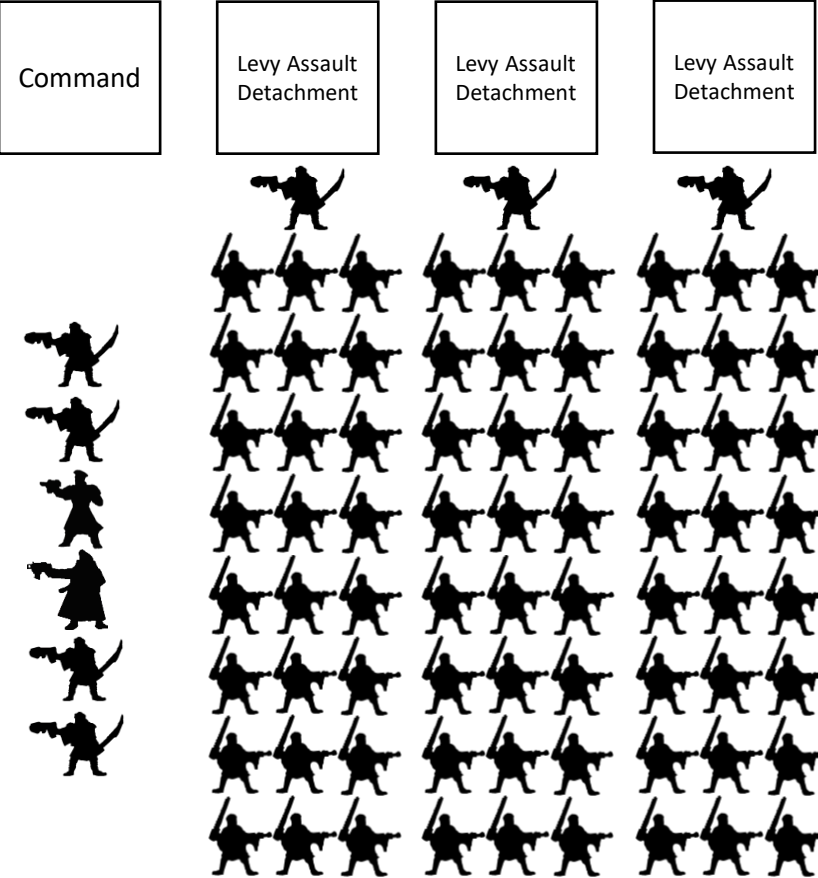 Command
Levy Assault
Detachment
Levy Assault
Detachment
Levy Assault
Detachment